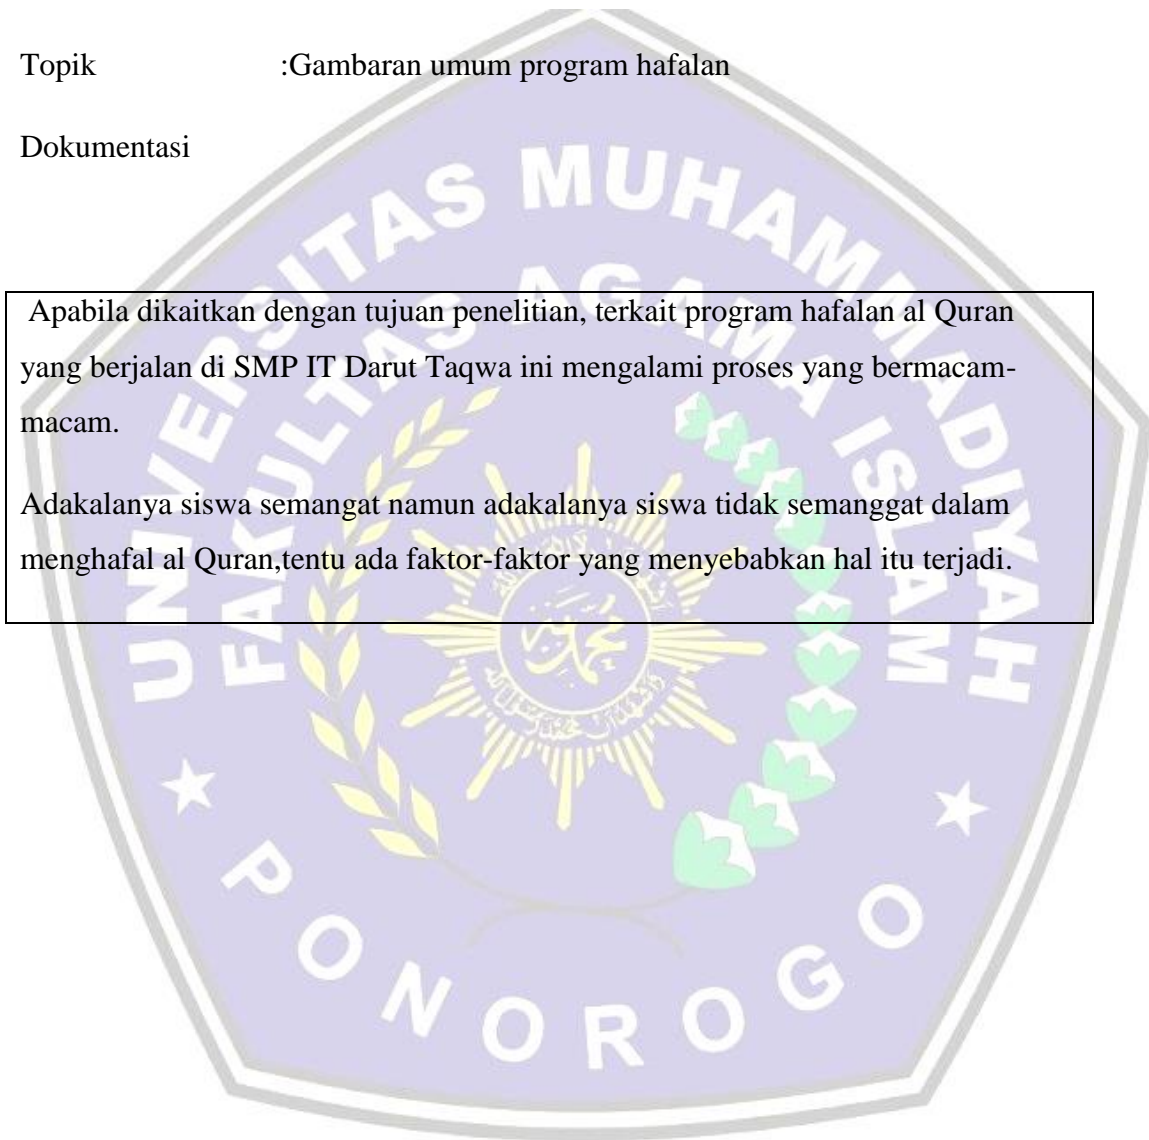 Topik :Gambaran umum program hafalan
Dokumentasi
Apabila dikaitkan dengan tujuan penelitian, terkait program hafalan al Quran
yang berjalan di SMP IT Darut Taqwa ini mengalami proses yang bermacam-
macam.
Adakalanya siswa semangat namun adakalanya siswa tidak semanggat dalam
menghafal al Quran,tentu ada faktor-faktor yang menyebabkan hal itu terjadi.
UNIVERSITAS MUHAMMADIYAH
FAKULTAS AGAMA ISLAM
PONOROGO